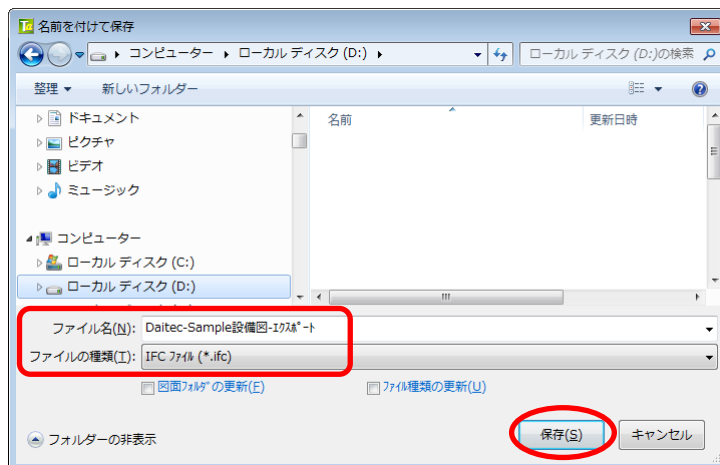 名前を付けて保存
コンピューター ローカル ディスク (D:)
ローカル ディスク (D:)の検索
整理 新しいフォルダー
名前 更新日時
ドキュメント
ピクチャ
ビデオ
ミュージック
コンピューター
ローカル ディスク (C:)
ローカル ディスク (D:)
ファイル名(N): Daitec-Sample設備図-ｴｸｽﾎﾟｰﾄ
ファイルの種類(T): IFC ﾌｧｲﾙ (*.ifc)
図面ﾌｫﾙﾀﾞの更新(F) ﾌｧｲﾙ種類の更新(U)
フォルダーの非表示 保存(S) キャンセル